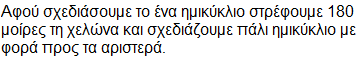 Αφού σχεδιάσουμε το ένα ημικύκλιο στρέφουμε 180
μοίρες τη χελώνα και σχεδιάζουμε πάλι ημικύκλιο με
φορά προς τα αριστερά.